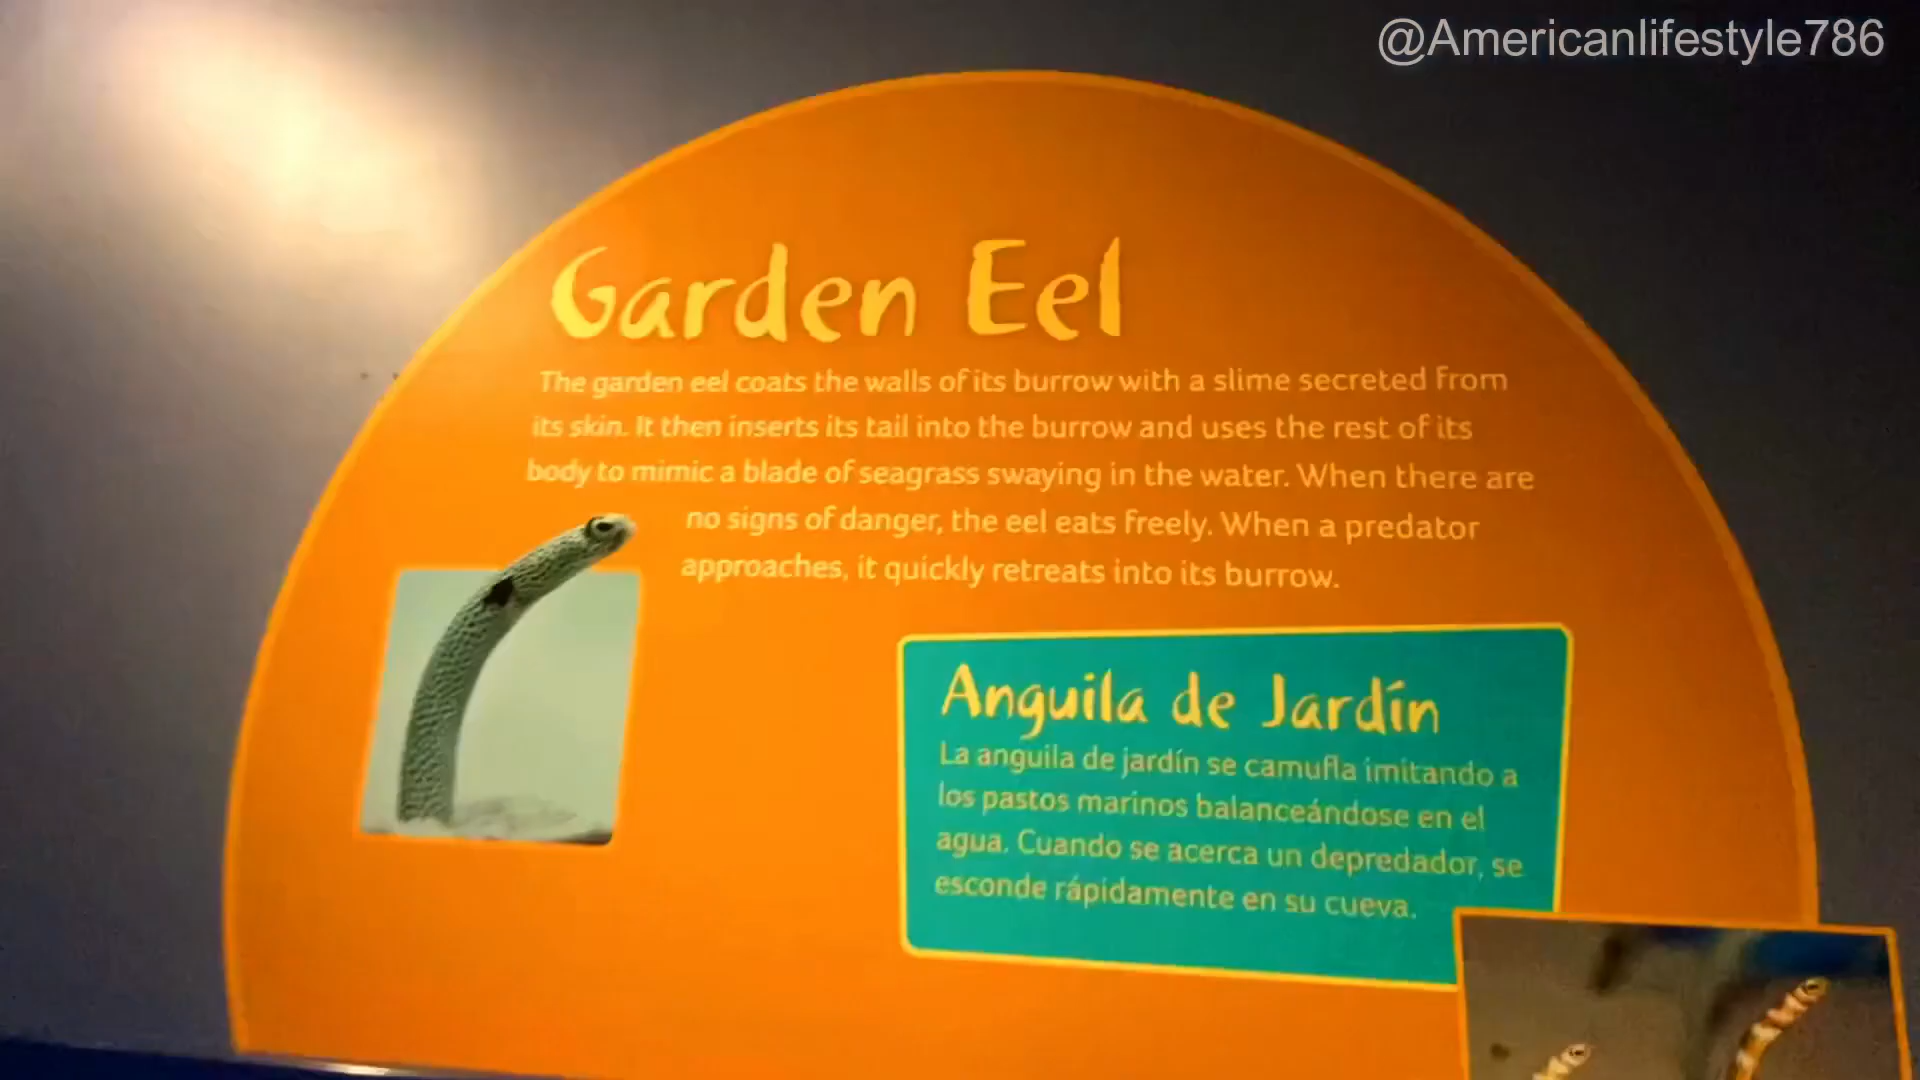 @Americanlifestyle786
Garden Eel
The garden eel coats the walls of its burrow with a slime secreted from
its skin. It then inserts its tail into the burrow and uses the rest of its
body to mimic a blade of seagrass swaying in the water. When there are
no signs of danger, the eel eats freely. When a predator
approaches, it quickly retreats into its burrow.
Anguila de Jardín
La anguila de jardín se camufla imitando a
los pastos marinos balanceándose en el
agua. Cuando se acerca un depredador, se
esconde rápidamente en su cueva.